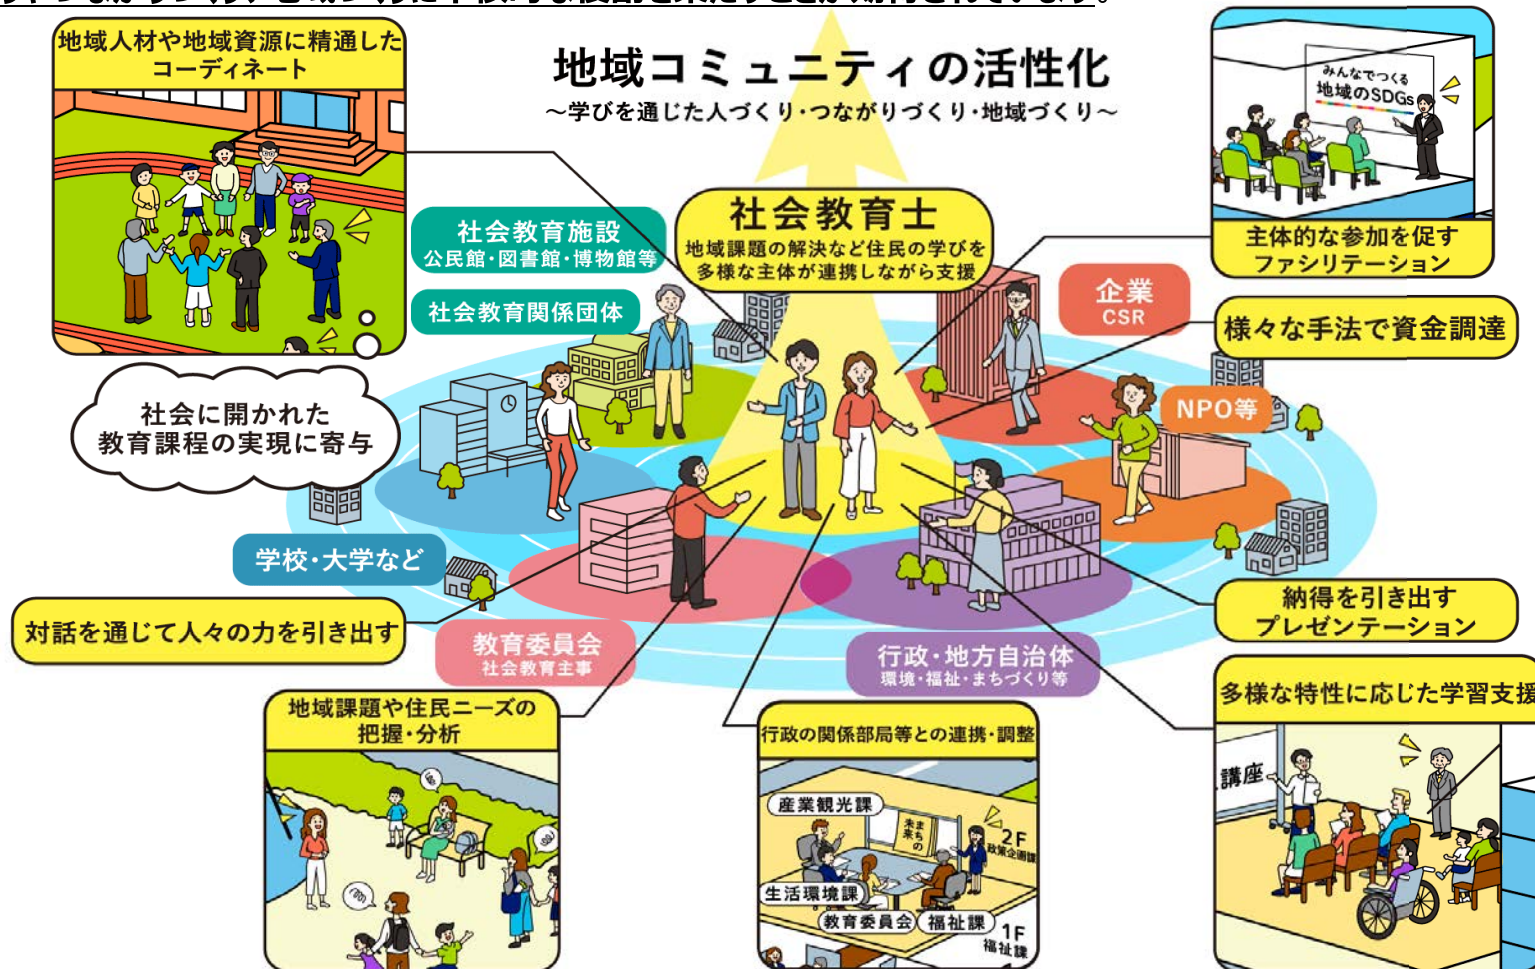 地域コミュニティの活性化
～学びを通じた人づくり・つながりづくり・地域づくり～
地域人材や地域資源に精通した
コーディネート
みんなでつくる
地域のSDGs
主体的な参加を促す
ファシリテーション
社会教育士
地域課題の解決など住民の学びを
多様な主体が連携しながら支援
社会教育施設
公民館・図書館・博物館等
社会教育関係団体
企業
CSR
様々な手法で資金調達
NPO等
社会に開かれた
教育課程の実現に寄与
学校・大学など
対話を通じて人々の力を引き出す
教育委員会
社会教育主事
行政・地方自治体
環境・福祉・まちづくり等
納得を引き出す
プレゼンテーション
地域課題や住民ニーズの
把握・分析
行政の関係部局等との連携・調整
産業観光課
まちの
未来
2F
政策企画課
生活環境課
教育委員会
福祉課
1F
福祉課
多様な特性に応じた学習支援
講座